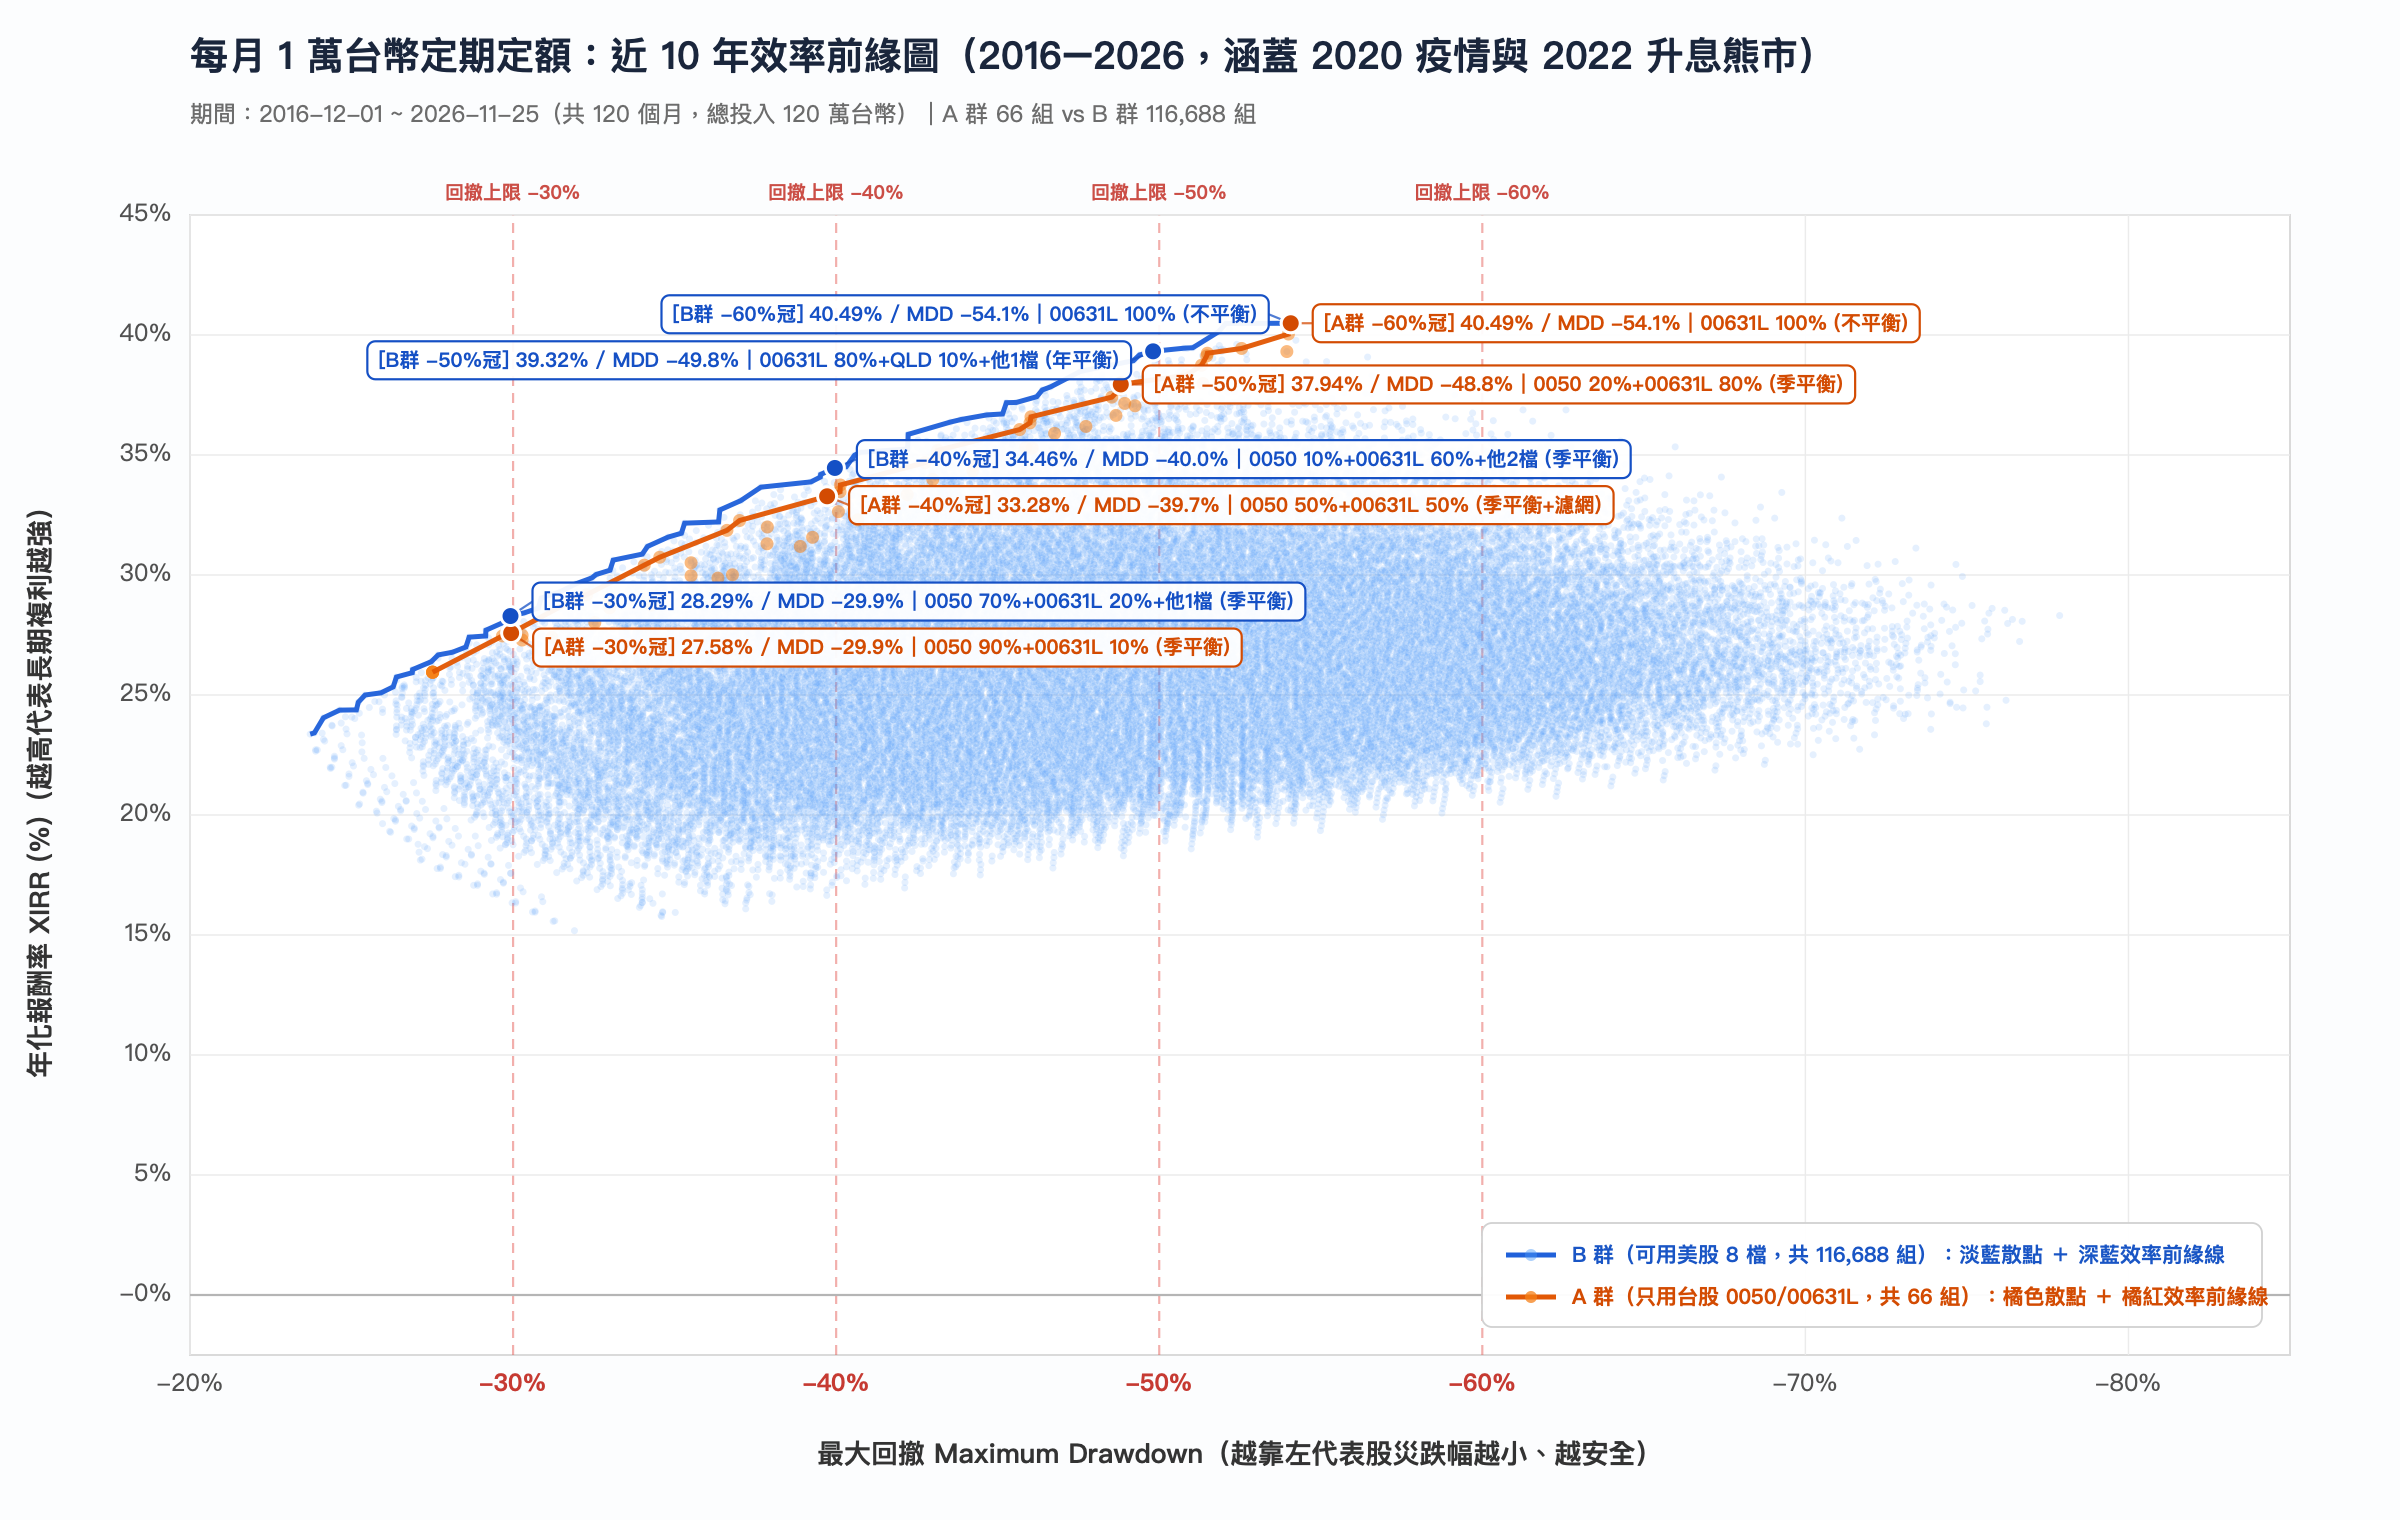 每月 1 萬台幣定期定額：近 10 年效率前緣圖（2016—2026，涵蓋 2020 疫情與 2022 升息熊市）
期間：2016–12–01 ~ 2026–11–25（共 120 個月，總投入 120 萬台幣）｜A 群 66 組 vs B 群 116,688 組
回撤上限 –30%
回撤上限 –40%
回撤上限 –50%
回撤上限 –60%
45%
40%
35%
30%
25%
20%
15%
10%
5%
–0%
年化報酬率 XIRR (%)（越高代表長期複利越強）
[B群 –60%冠] 40.49% / MDD –54.1%｜00631L 100% (不平衡)
[A群 –60%冠] 40.49% / MDD –54.1%｜00631L 100% (不平衡)
[B群 –50%冠] 39.32% / MDD –49.8%｜00631L 80%+QLD 10%+他1檔 (年平衡)
[A群 –50%冠] 37.94% / MDD –48.8%｜0050 20%+00631L 80% (季平衡)
[B群 –40%冠] 34.46% / MDD –40.0%｜0050 10%+00631L 60%+他2檔 (季平衡)
[A群 –40%冠] 33.28% / MDD –39.7%｜0050 50%+00631L 50% (季平衡+濾網)
[B群 –30%冠] 28.29% / MDD –29.9%｜0050 70%+00631L 20%+他1檔 (季平衡)
[A群 –30%冠] 27.58% / MDD –29.9%｜0050 90%+00631L 10% (季平衡)
B 群（可用美股 8 檔，共 116,688 組）：淡藍散點 ＋ 深藍效率前緣線
A 群（只用台股 0050/00631L，共 66 組）：橘色散點 ＋ 橘紅效率前緣線
–20%
–30%
–40%
–50%
–60%
–70%
–80%
最大回撤 Maximum Drawdown（越靠左代表股災跌幅越小、越安全）